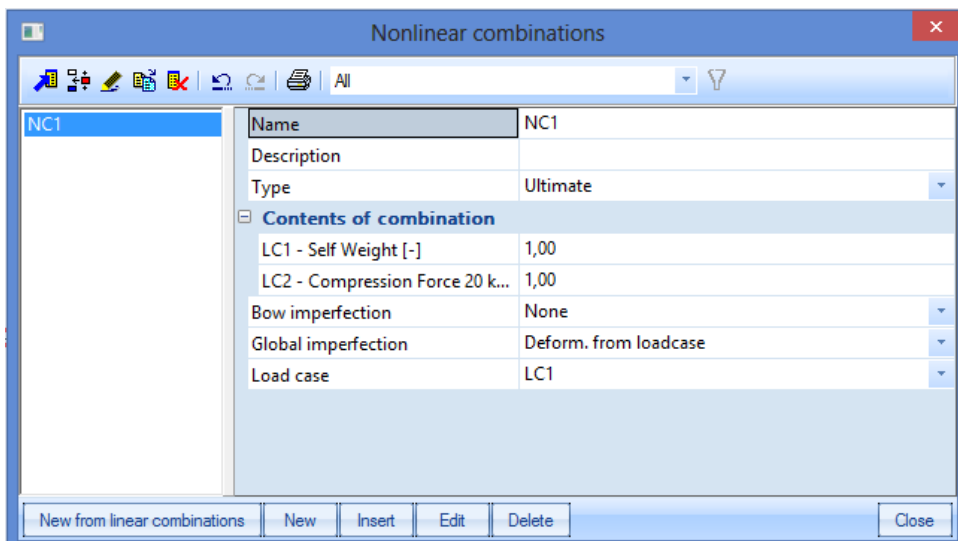 Nonlinear combinations
All
NC1
Name NC1
Description
Type Ultimate
Contents of combination
LC1 - Self Weight [-] 1,00
LC2 - Compression Force 20 k... 1,00
Bow imperfection None
Global imperfection Deform. from loadcase
Load case LC1
New from linear combinations New Insert Edit Delete Close